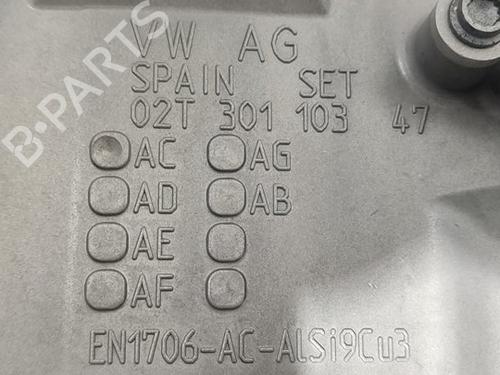 VW AG
SPAIN SET
02T 301 103 47
AC AG
AD AB
AE
AF
EN1706-AC-AlSi9Cu3
B-PARTS